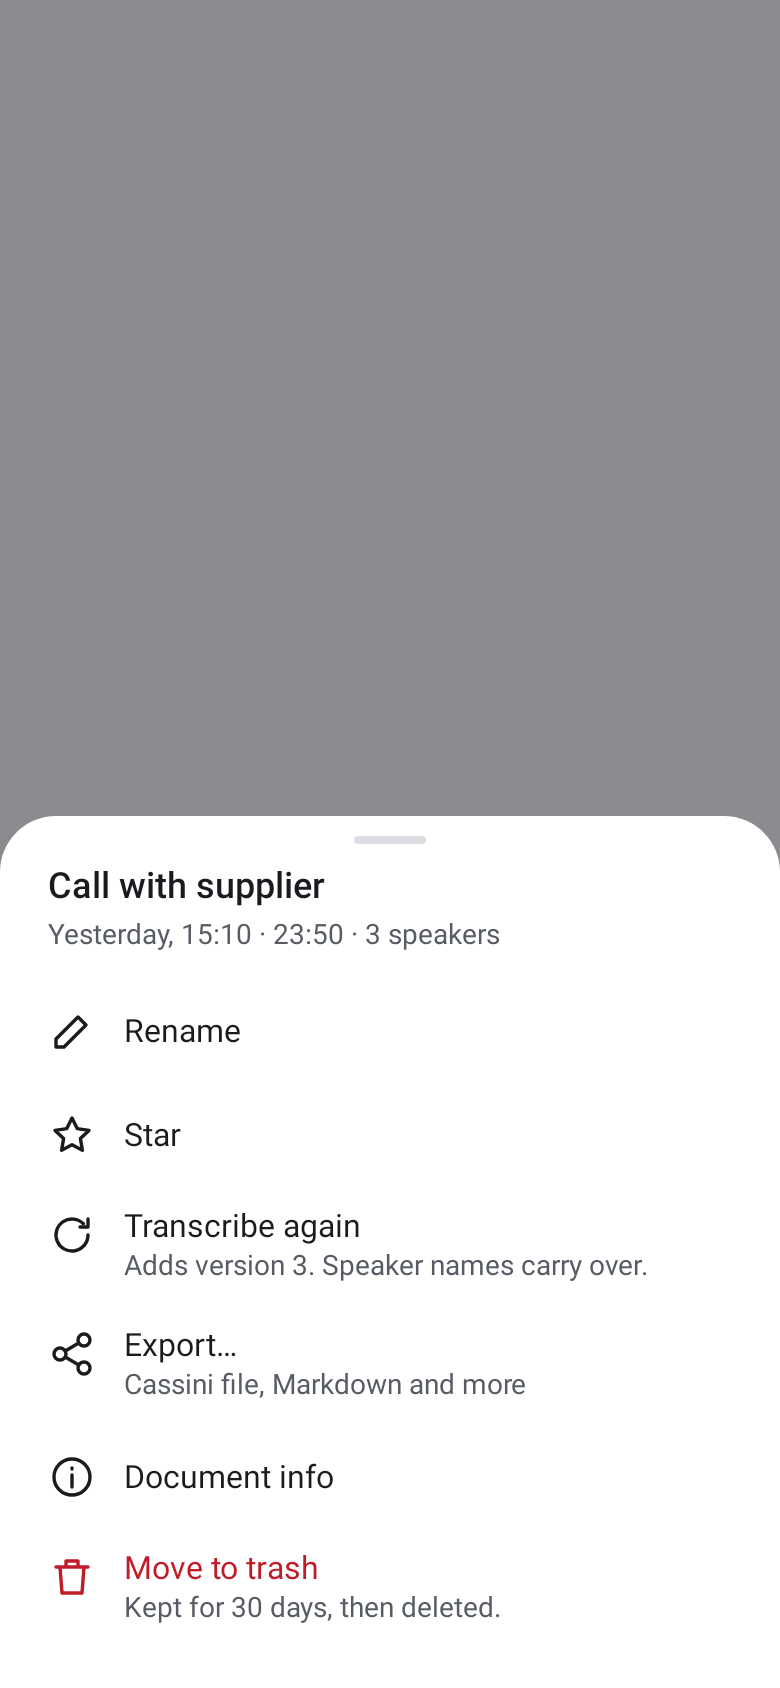 Call with supplier
Yesterday, 15:10 · 23:50 · 3 speakers
Rename
Star
Transcribe again
Adds version 3. Speaker names carry over.
Export…
Cassini file, Markdown and more
Document info
Move to trash
Kept for 30 days, then deleted.